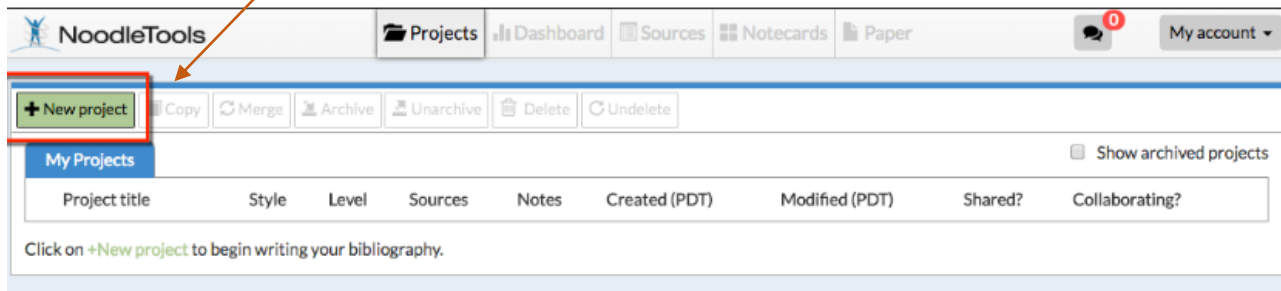 NoodleTools Projects Dashboard Sources Notecards Paper 0 My account
+ New project Copy Merge Archive Unarchive Delete Undelete
My Projects Show archived projects
Project title Style Level Sources Notes Created (PDT) Modified (PDT) Shared? Collaborating?
Click on +New project to begin writing your bibliography.